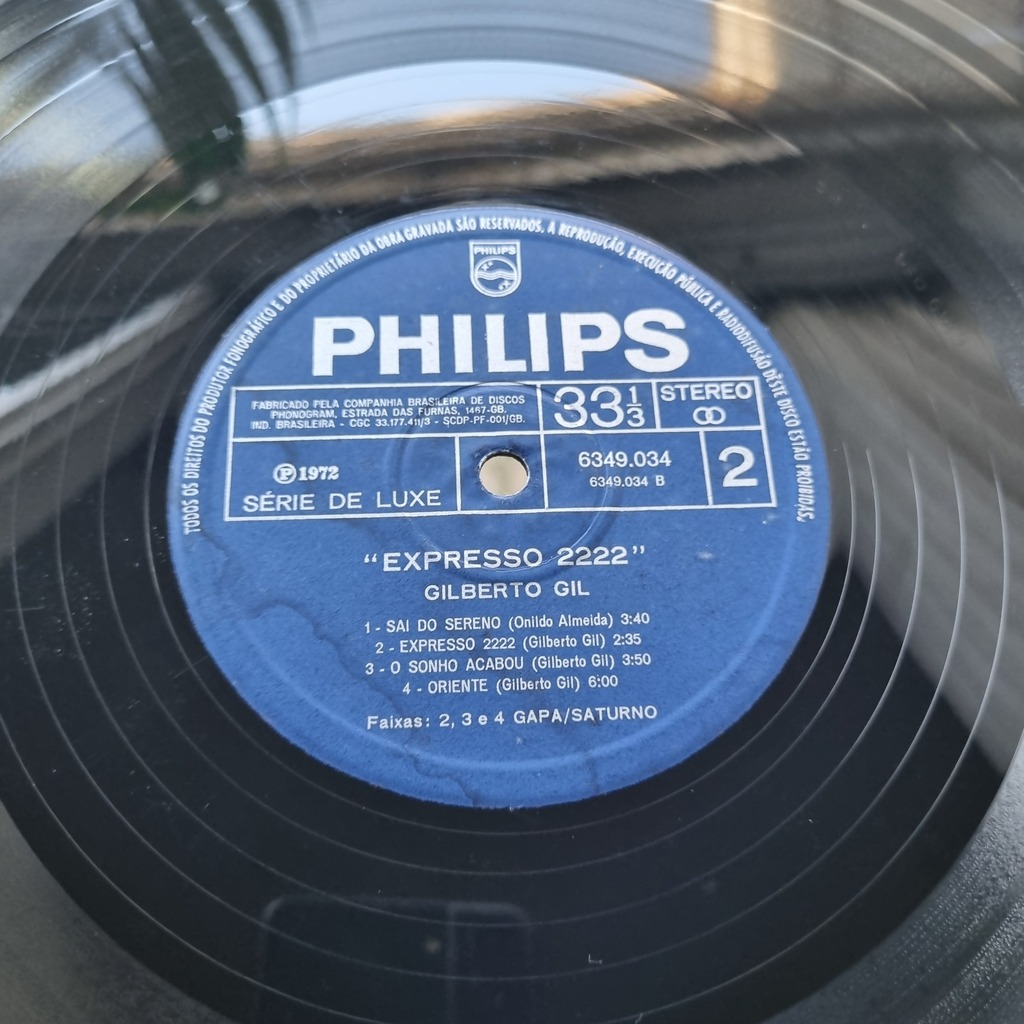 TODOS OS DIREITOS DO PRODUTOR FONOGRÁFICO E DO PROPRIETÁRIO DA OBRA GRAVADA SÃO RESERVADOS. A REPRODUÇÃO, EXECUÇÃO PÚBLICA E RADIODIFUSÃO DÊSTE DISCO ESTÃO PROIBIDAS.
PHILIPS
PHILIPS
FABRICADO PELA COMPANHIA BRASILEIRA DE DISCOS
PHONOGRAM, ESTRADA DAS FURNAS, 1467-GB.
IND. BRASILEIRA - CGC 33.177.411/3 - SCDP-PF-001/GB.
33 1/3
STEREO
Ⓟ 1972
SÉRIE DE LUXE
6349.034
6349.034 B
2
“EXPRESSO 2222”
GILBERTO GIL
1 - SAI DO SERENO (Onildo Almeida) 3:40
2 - EXPRESSO 2222 (Gilberto Gil) 2:35
3 - O SONHO ACABOU (Gilberto Gil) 3:50
4 - ORIENTE (Gilberto Gil) 6:00
Faixas: 2, 3 e 4 GAPA/SATURNO